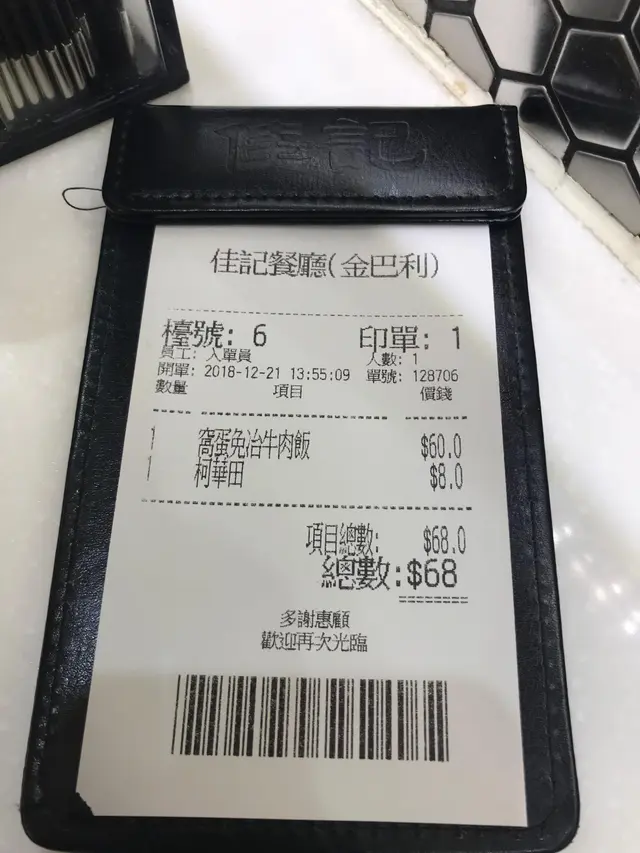 佳記
佳記餐廳(金巴利)
檯號: 6 印單: 1
員工: 入單員 人數: 1
開單: 2018-12-21 13:55:09 單號: 128706
數量 項目 價錢
1 窩蛋免治牛肉飯 $60.0
1 柯華田 $8.0
項目總數: $68.0
總數:$68
多謝惠顧
歡迎再次光臨